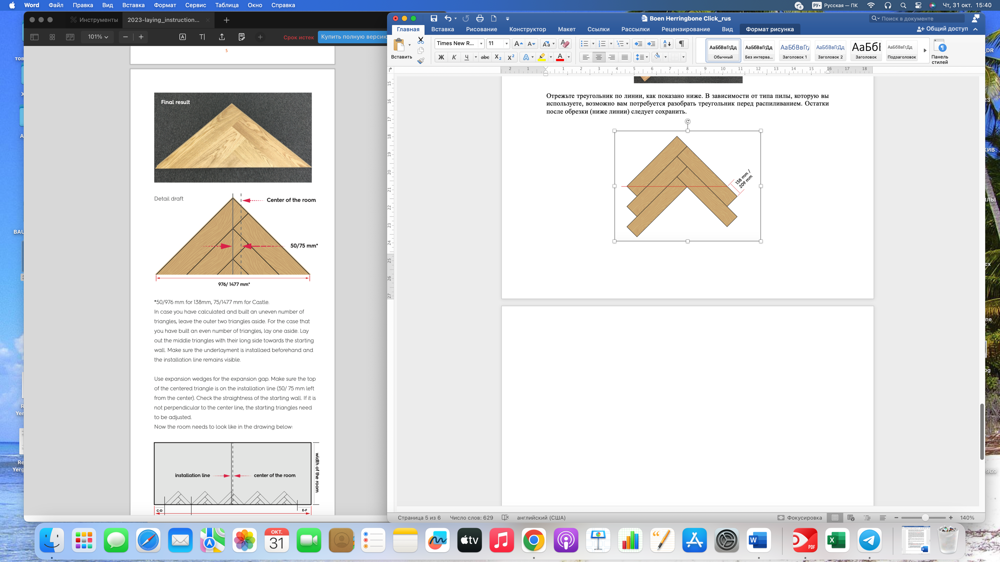 Word Файл Правка Вид Вставка Формат Сервис Таблица Окно Справка
4 РУ Русская — ПК Чт, 31 окт. 15:40
Инструменты 2023-laying_instruction...
101% Срок истек Купить полную верси
5
Final result
Detail draft
Center of the room
50/75 mm*
976/ 1477 mm*
*50/976 mm for 138mm, 75/1477 mm for Castle.
In case you have calculated and built an uneven number of
triangles, leave the outer two triangles aside. For the case that
you have built an even number of triangles, lay one aside. Lay
out the middle triangles with their long side towards the starting
wall. Make sure the underlayment is installaed beforehand and
the installation line remains visible.
Use expansion wedges for the expansion gap. Make sure the top
of the centered triangle is on the installation line (50/ 75 mm left
from the center). Check the straightness of the starting wall. If it is
not perpendicular to the center line, the starting triangles need
to be adjusted.
Now the room needs to look like in the drawing below:
installation line center of the room
width of the room
C-D E-F
Boen Herringbone Click_rus
Поиск в документе
Главная Вставка Рисование Конструктор Макет Ссылки Рассылки Рецензирование Вид Формат рисунка Общий доступ
Вставить
Times New R... 11
Ж К Ч abc X₂ X² A
АаБбВвГгДд Обычный
АаБбВвГгДд Без интерва...
АаБбВвГг Заголовок 1
АаБбВвГгДд Заголовок 2
АаБбІ Заголовок
АаБбВвГгДд Подзаголовок
Панель
стилей
2 1 1 2 3 4 5 6 7 8 9 10 11 12 13 14 15 16 17 18
15
16
17
18
19
20
21
22
23
24
25
26
27
Отрежьте треугольник по линии, как показано ниже. В зависимости от типа пилы, которую вы
используете, возможно вам потребуется разобрать треугольник перед распиливанием. Остатки
после обрезки (ниже линии) следует сохранить.
138 mm /
209 mm
Страница 5 из 6 Число слов: 629 английский (США) Фокусировка 140%
тов
BAU
Yerg
_DR
969
ОКТ.
31
tv
W
PDF
X